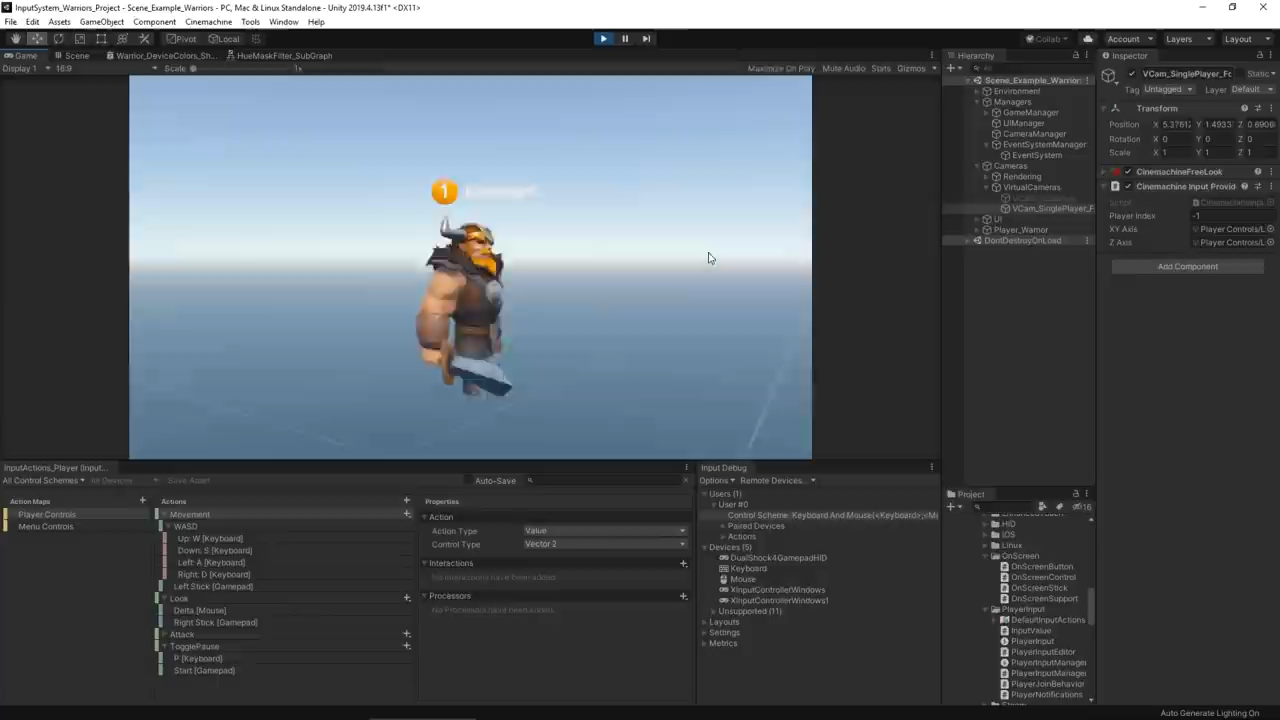 InputSystem_Warriors_Project - Scene_Example_Warriors - PC, Mac & Linux Standalone - Unity 2019.4.13f1* <DX11>
File Edit Assets GameObject Component Cinemachine Tools Window Help
Pivot Local Collab Account Layers Layout
Game Scene Warrior_DeviceColors_Sh... HueMaskFilter_SubGraph
Display 1 16:9 Scale 1x Maximize On Play Mute Audio Stats Gizmos
1
Hierarchy
Scene_Example_Warrior:
Environment
Managers
GameManager
UIManager
CameraManager
EventSystemManager
EventSystem
Cameras
Rendering
VirtualCameras
VCam_SinglePlayer_F
UI
Player_Warrior
DontDestroyOnLoad
Inspector
VCam_SinglePlayer_Fc Static
Tag Untagged Layer Default
Transform
Position X 5.3761 Y 1.4933 Z 0.6906
Rotation X 0 Y 0 Z 0
Scale X 1 Y 1 Z 1
CinemachineFreeLook
Cinemachine Input Provid
Script
Player Index -1
XY Axis Player Controls/L
Z Axis Player Controls/L
Add Component
InputActions_Player (Input...
All Control Schemes All Devices Save Asset Auto-Save
Action Maps
Player Controls
Menu Controls
Actions
Movement
WASD
Up: W [Keyboard]
Down: S [Keyboard]
Left: A [Keyboard]
Right: D [Keyboard]
Left Stick [Gamepad]
Look
Delta [Mouse]
Right Stick [Gamepad]
Attack
TogglePause
P [Keyboard]
Start [Gamepad]
Properties
Action
Action Type Value
Control Type Vector 2
Interactions
No Interactions have been added.
Processors
No Processors have been added.
Input Debug
Options Remote Devices...
Users (1)
User #0
Control Scheme: Keyboard And Mouse(<Keyboard>,<M
Paired Devices
Actions
Devices (5)
DualShock4GamepadHID
Keyboard
Mouse
XInputControllerWindows
XInputControllerWindows1
Unsupported (11)
Layouts
Settings
Metrics
Project
16
HID
iOS
Linux
OnScreen
OnScreenButton
OnScreenControl
OnScreenStick
OnScreenSupport
PlayerInput
DefaultInputActions
InputValue
PlayerInput
PlayerInputEditor
PlayerInputManager
PlayerInputManager
PlayerJoinBehavior
PlayerNotifications
Auto Generate Lighting On